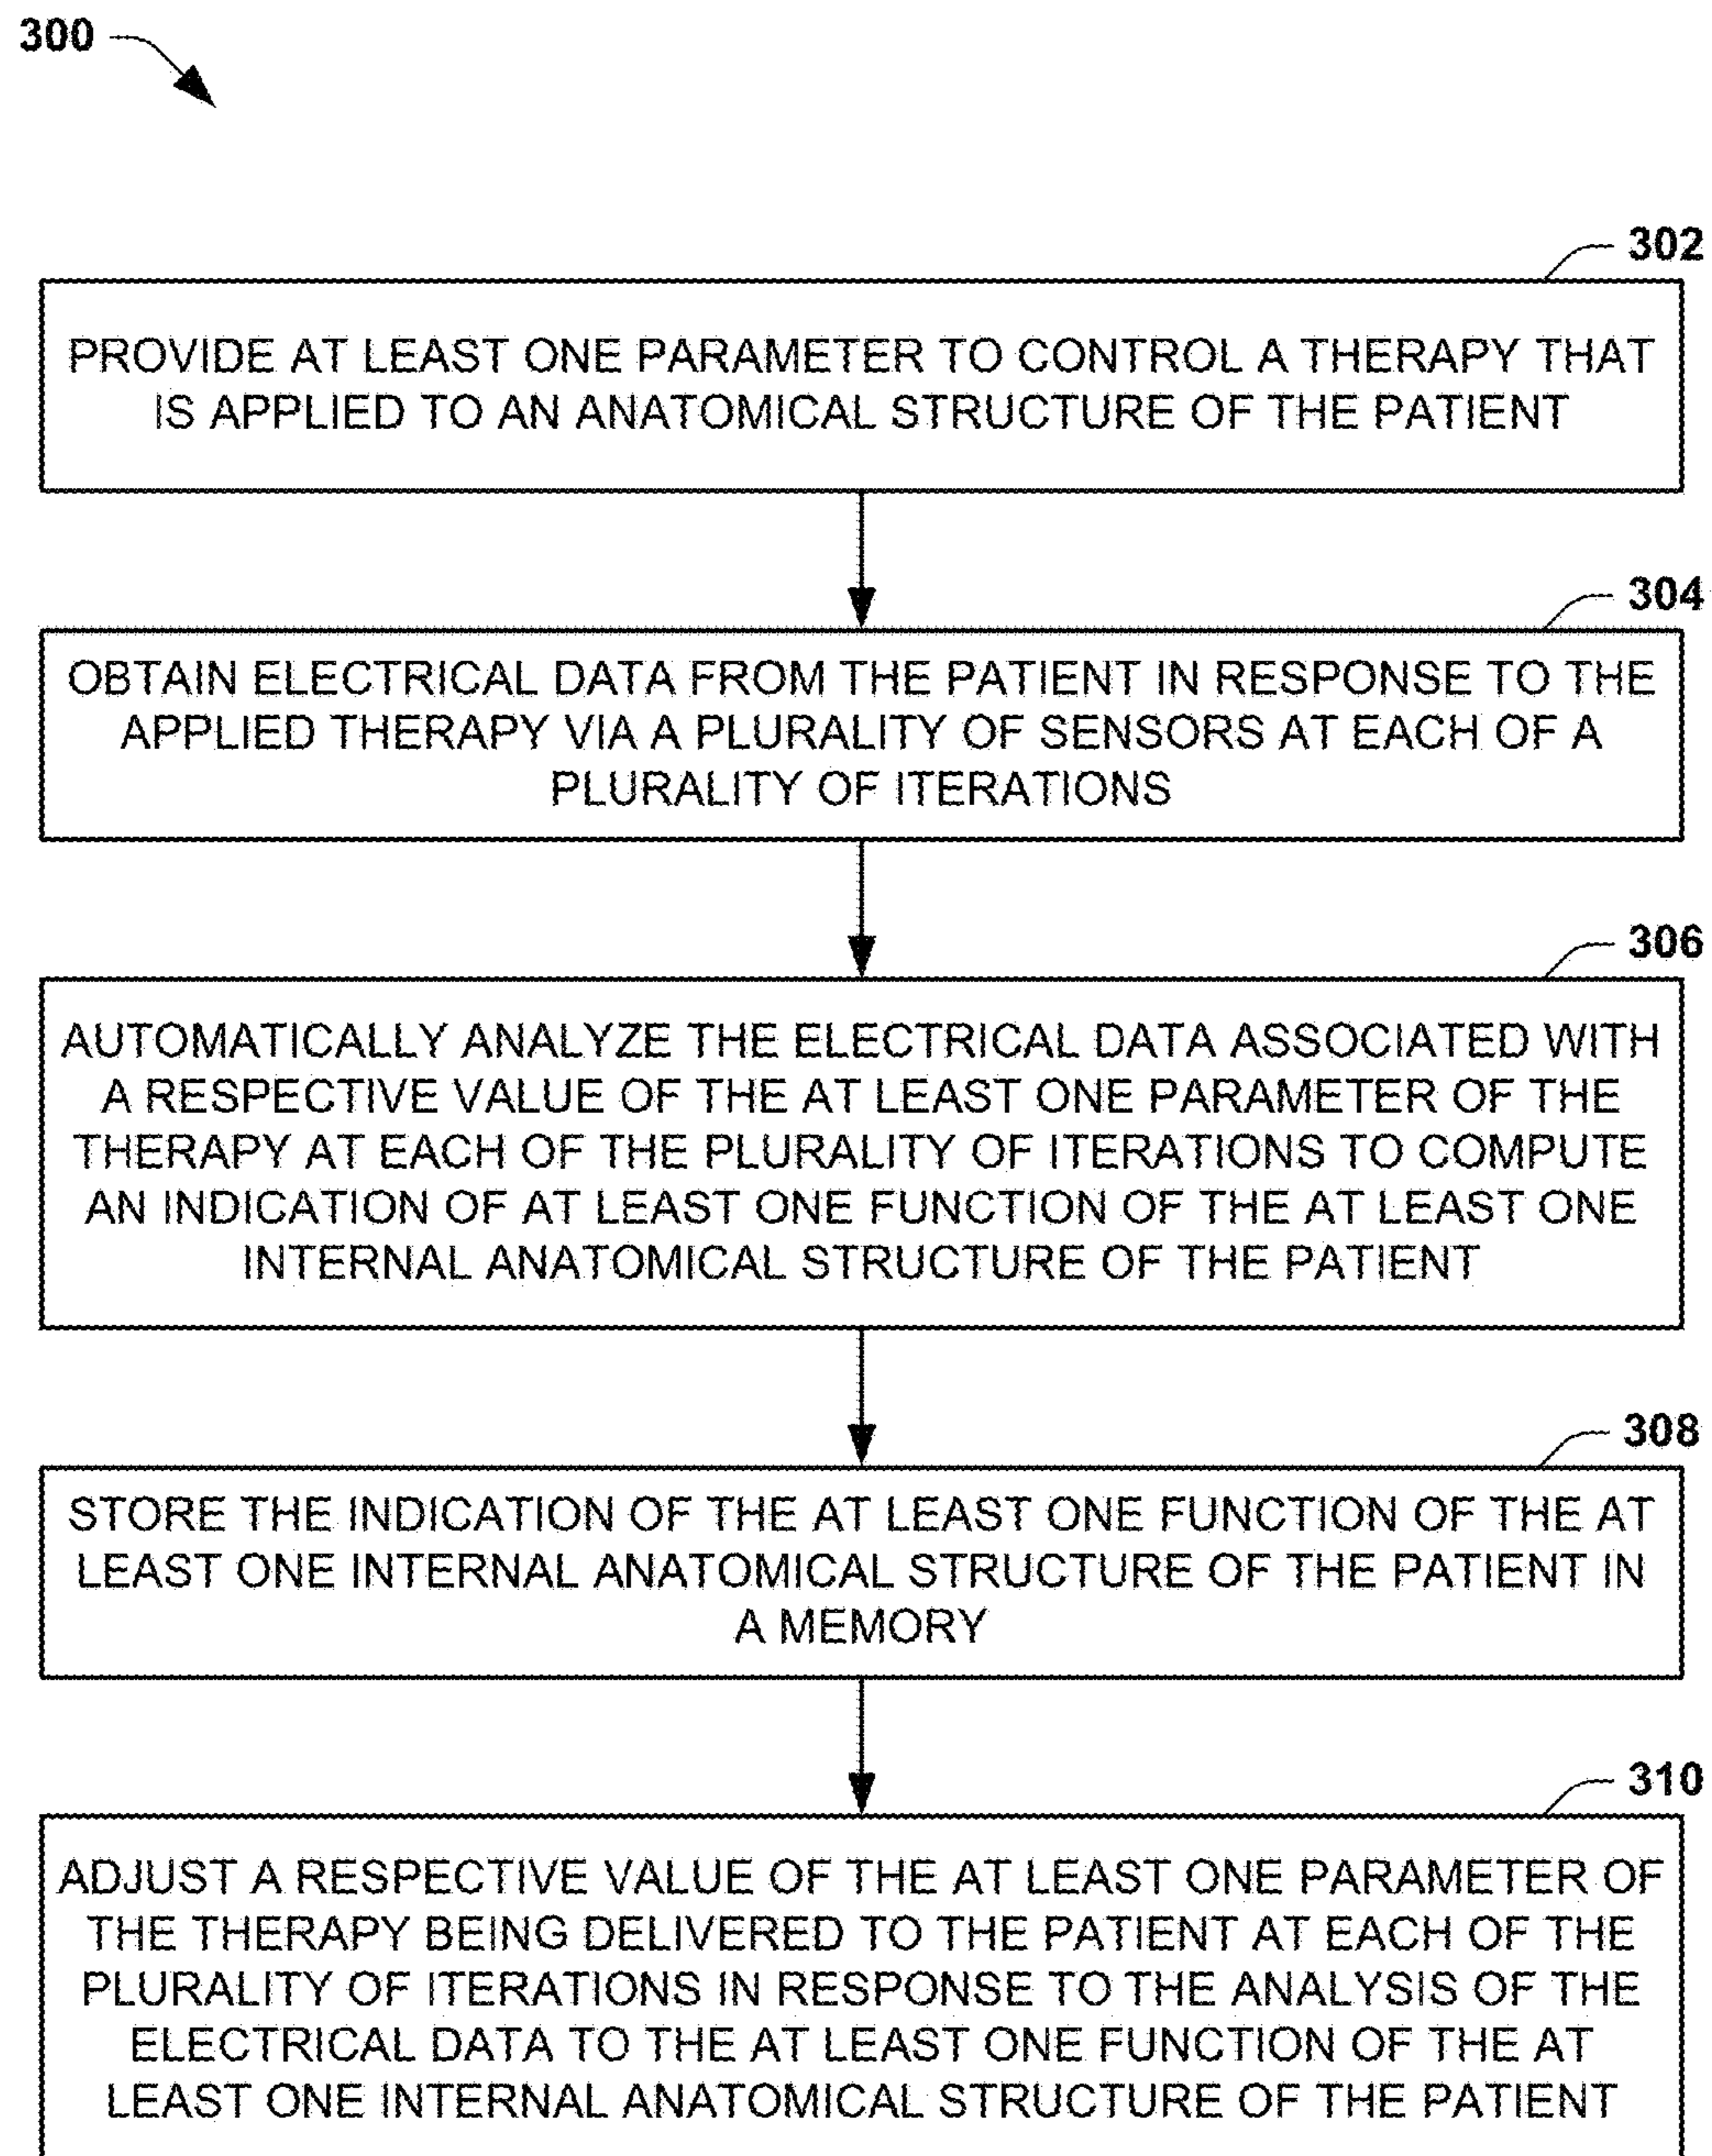 300
302
PROVIDE AT LEAST ONE PARAMETER TO CONTROL A THERAPY THAT
IS APPLIED TO AN ANATOMICAL STRUCTURE OF THE PATIENT
304
OBTAIN ELECTRICAL DATA FROM THE PATIENT IN RESPONSE TO THE
APPLIED THERAPY VIA A PLURALITY OF SENSORS AT EACH OF A
PLURALITY OF ITERATIONS
306
AUTOMATICALLY ANALYZE THE ELECTRICAL DATA ASSOCIATED WITH
A RESPECTIVE VALUE OF THE AT LEAST ONE PARAMETER OF THE
THERAPY AT EACH OF THE PLURALITY OF ITERATIONS TO COMPUTE
AN INDICATION OF AT LEAST ONE FUNCTION OF THE AT LEAST ONE
INTERNAL ANATOMICAL STRUCTURE OF THE PATIENT
308
STORE THE INDICATION OF THE AT LEAST ONE FUNCTION OF THE AT
LEAST ONE INTERNAL ANATOMICAL STRUCTURE OF THE PATIENT IN
A MEMORY
310
ADJUST A RESPECTIVE VALUE OF THE AT LEAST ONE PARAMETER OF
THE THERAPY BEING DELIVERED TO THE PATIENT AT EACH OF THE
PLURALITY OF ITERATIONS IN RESPONSE TO THE ANALYSIS OF THE
ELECTRICAL DATA TO THE AT LEAST ONE FUNCTION OF THE AT
LEAST ONE INTERNAL ANATOMICAL STRUCTURE OF THE PATIENT